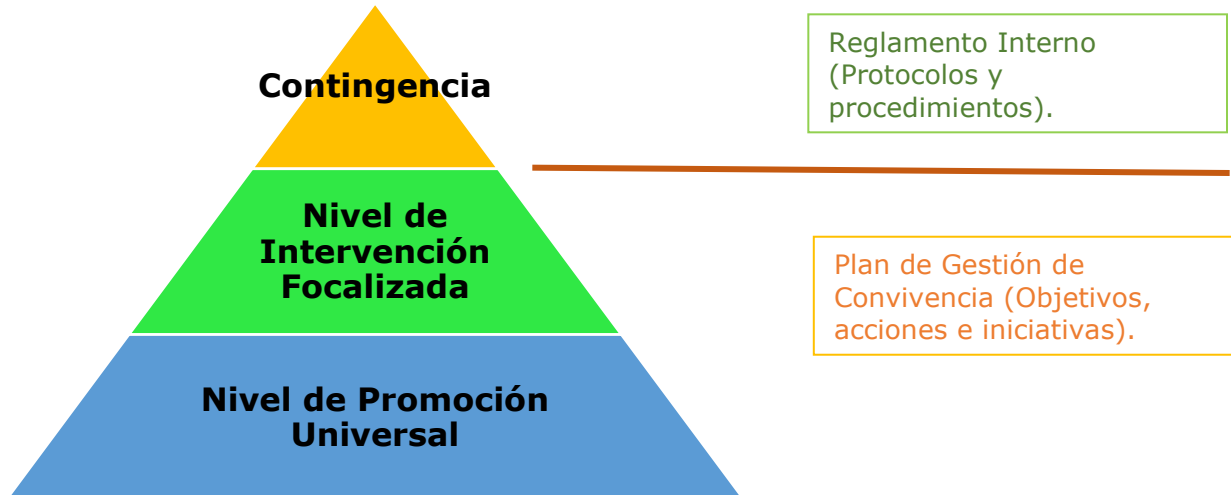 Contingencia
Reglamento Interno
(Protocolos y
procedimientos).
Nivel de
Intervención
Focalizada
Plan de Gestión de
Convivencia (Objetivos,
acciones e iniciativas).
Nivel de Promoción
Universal